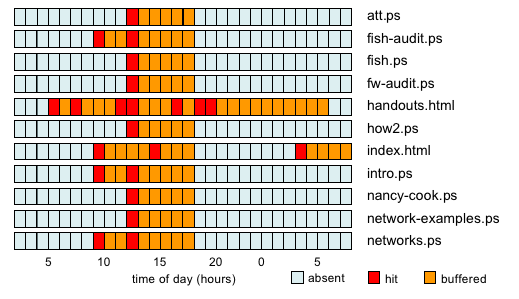 att.ps
fish-audit.ps
fish.ps
fw-audit.ps
handouts.html
how2.ps
index.html
intro.ps
nancy-cook.ps
network-examples.ps
networks.ps
5 10 15 20 0 5
time of day (hours) absent hit buffered